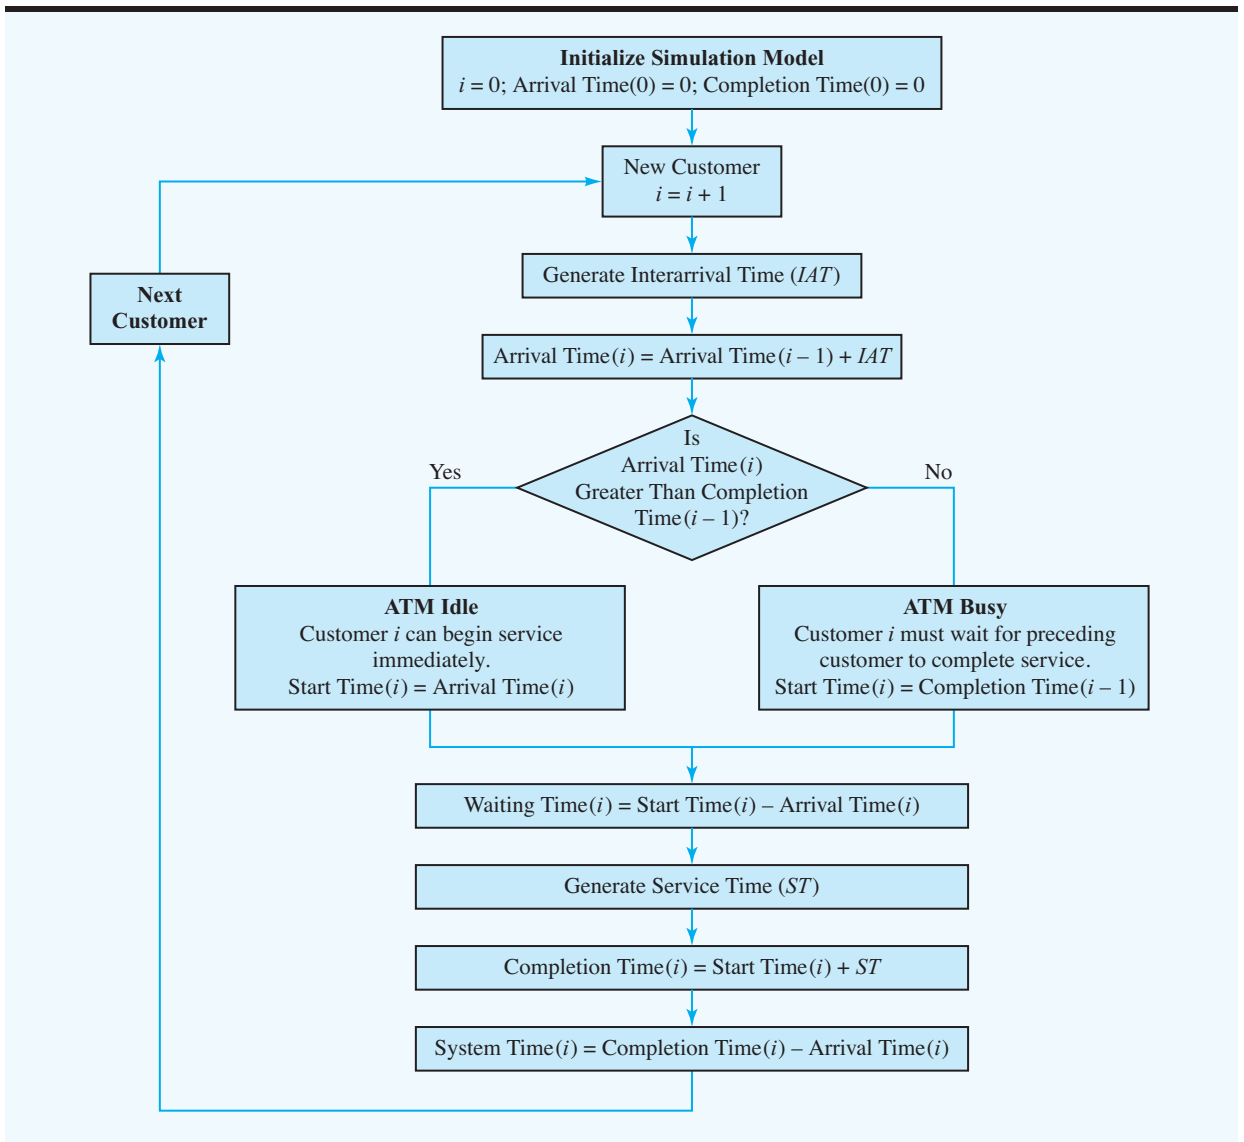 Initialize Simulation Model
i = 0; Arrival Time(0) = 0; Completion Time(0) = 0
New Customer
i = i + 1
Generate Interarrival Time (IAT)
Next
Customer
Arrival Time(i) = Arrival Time(i – 1) + IAT
Is
Arrival Time(i)
Greater Than Completion
Time(i – 1)?
Yes
No
ATM Idle
Customer i can begin service
immediately.
Start Time(i) = Arrival Time(i)
ATM Busy
Customer i must wait for preceding
customer to complete service.
Start Time(i) = Completion Time(i – 1)
Waiting Time(i) = Start Time(i) – Arrival Time(i)
Generate Service Time (ST)
Completion Time(i) = Start Time(i) + ST
System Time(i) = Completion Time(i) – Arrival Time(i)